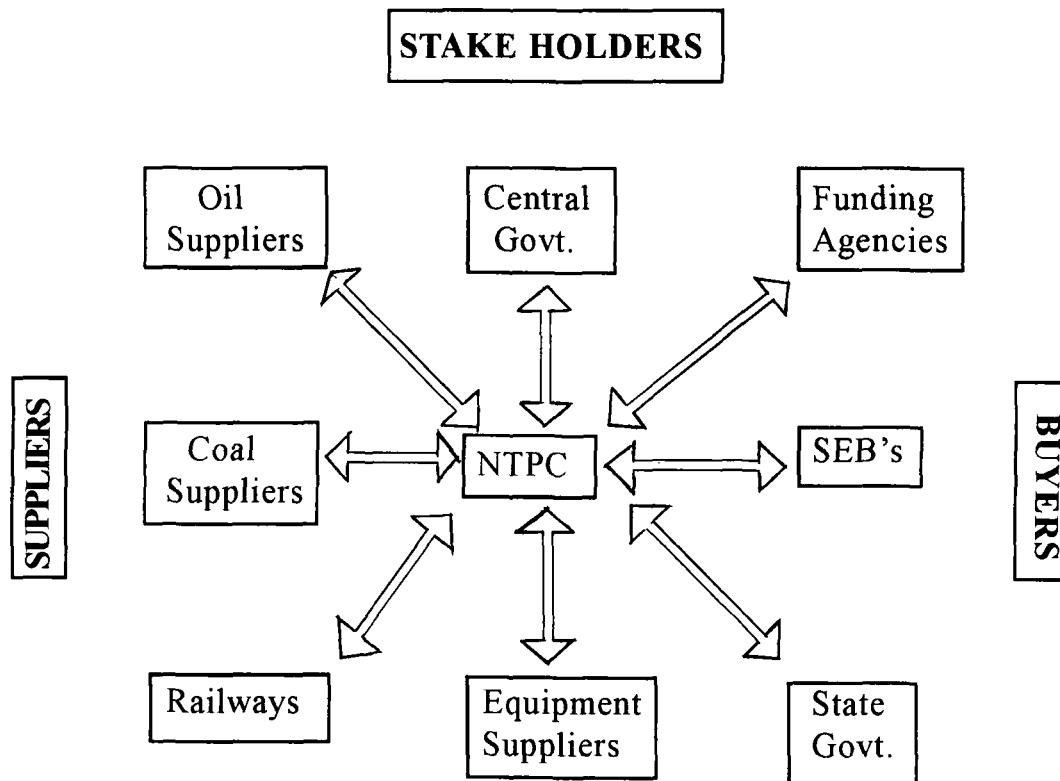 STAKE HOLDERS
Oil
Suppliers
Central
Govt.
Funding
Agencies
SUPPLIERS
Coal
Suppliers
NTPC
SEB's
BUYERS
Railways
Equipment
Suppliers
State
Govt.